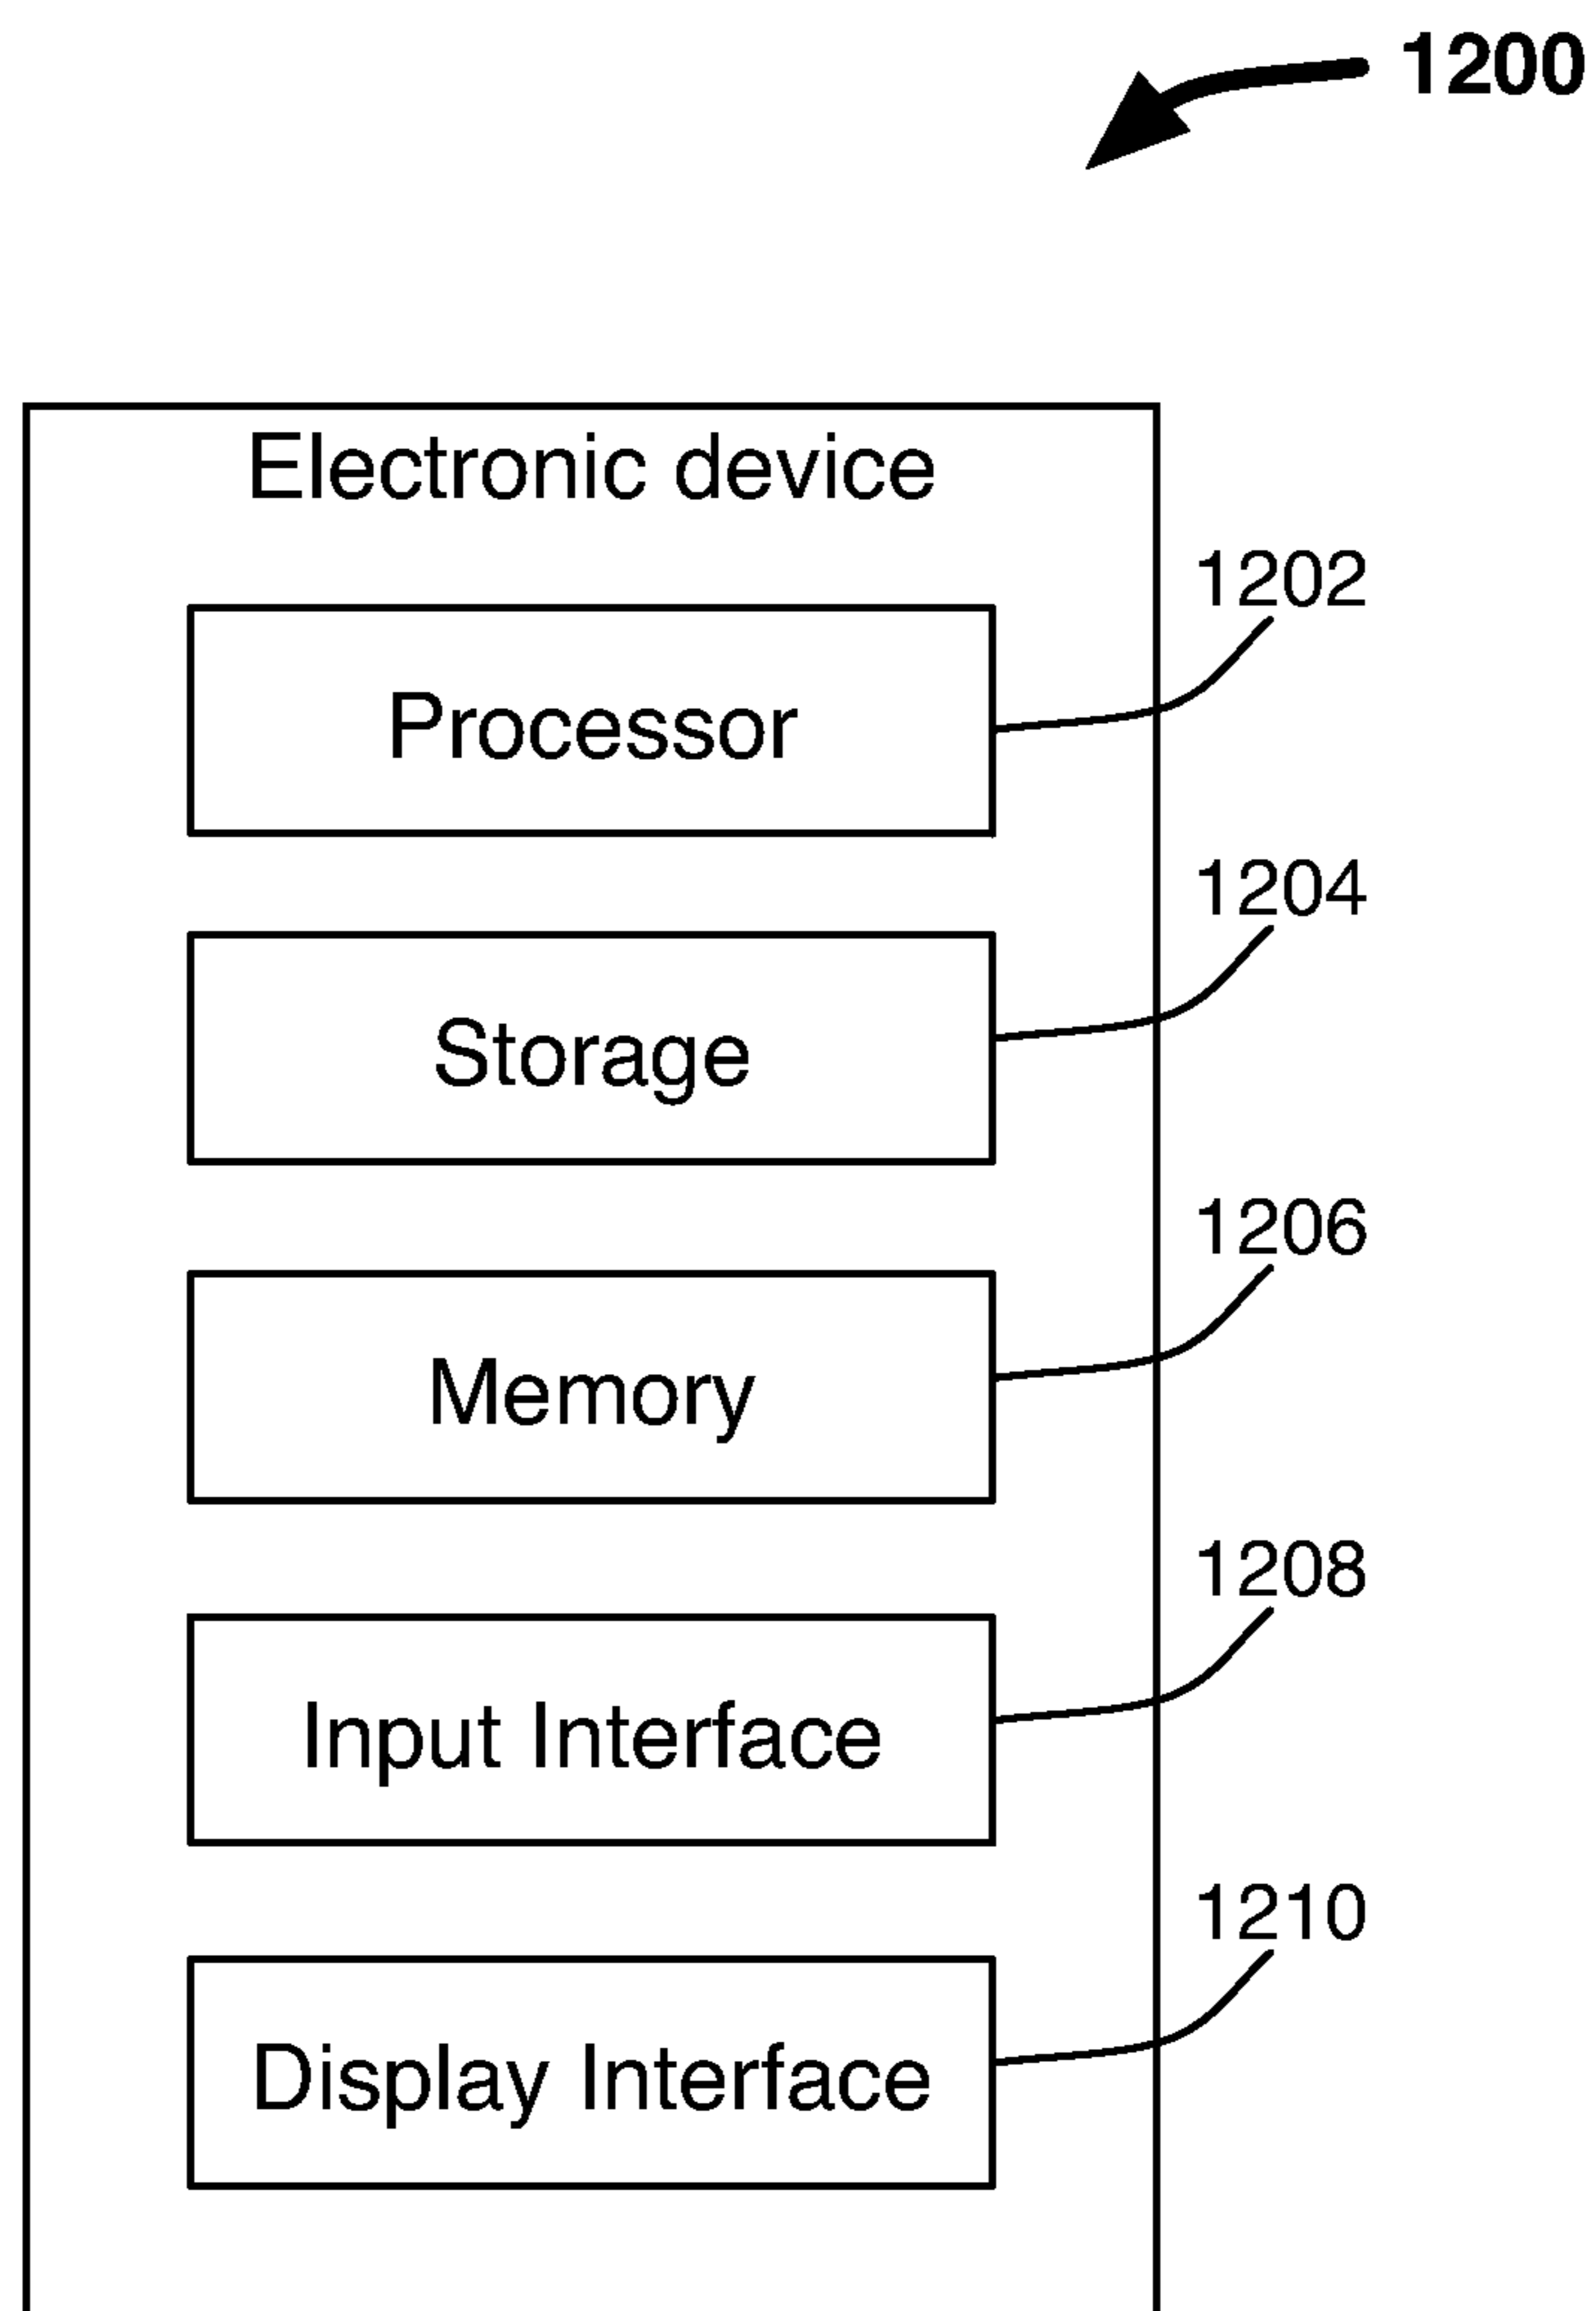 1200
Electronic device
1202
Processor
1204
Storage
1206
Memory
1208
Input Interface
1210
Display Interface